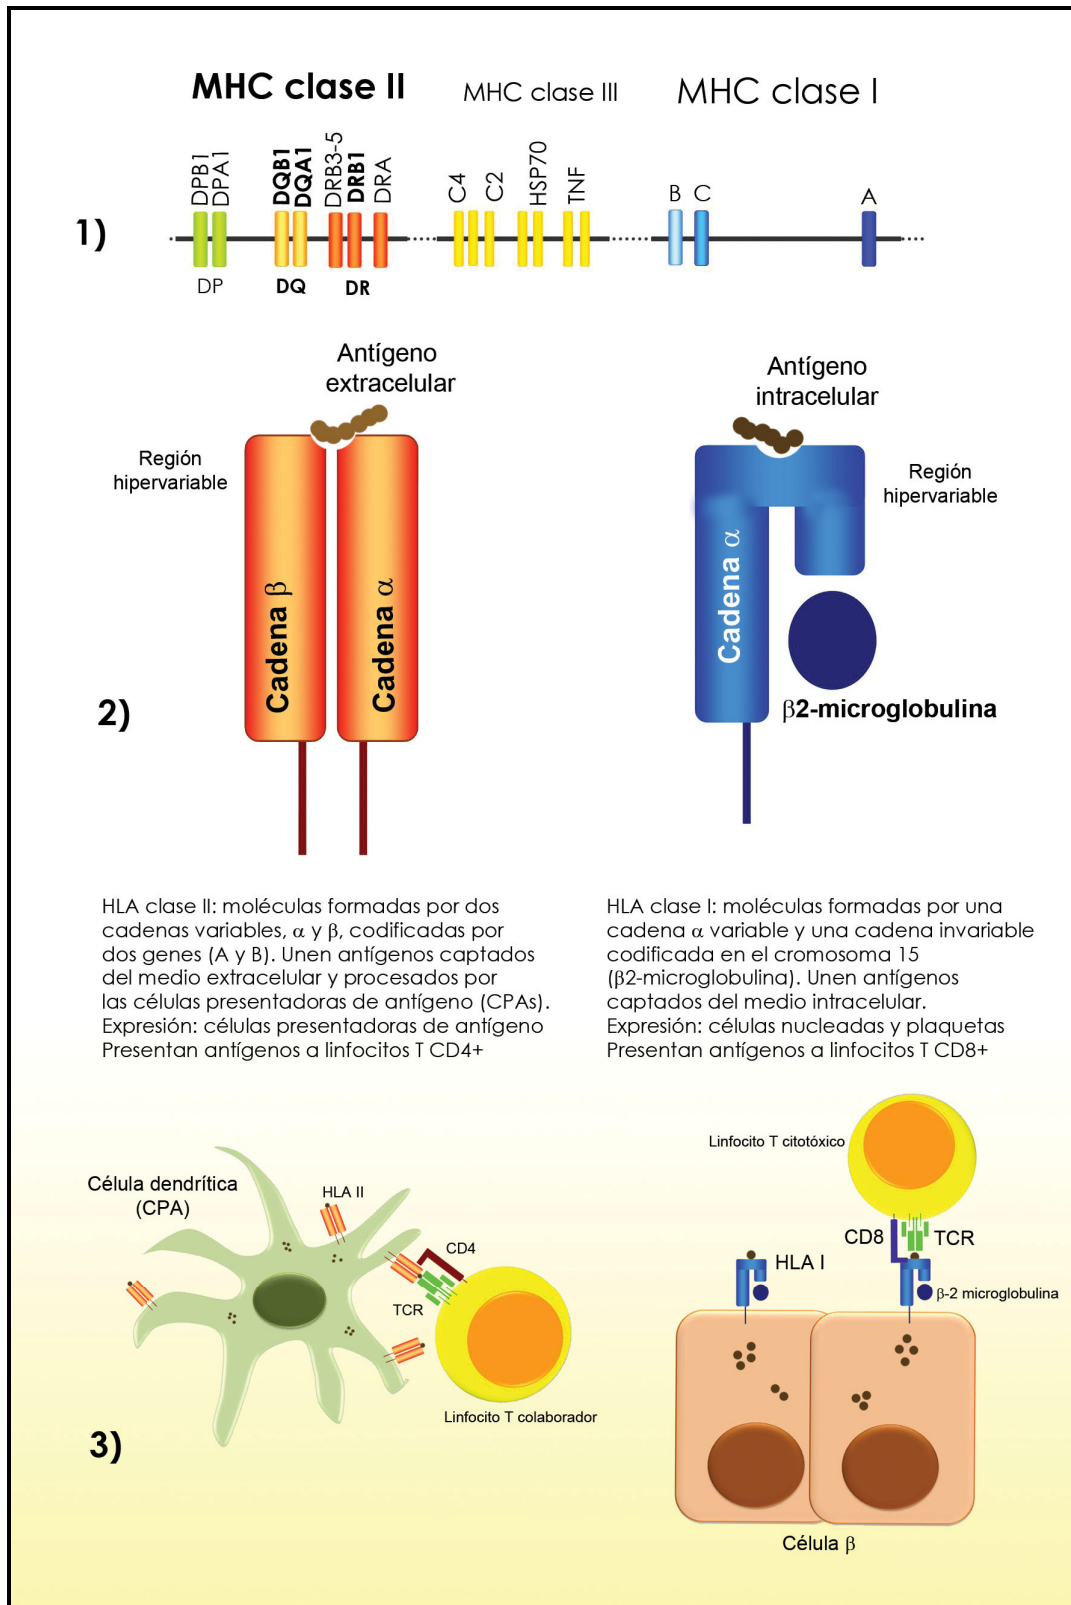 MHC clase II
MHC clase III
MHC clase I
DPB1
DPA1
DQB1
DQA1
DRB3-5
DRB1
DRA
C4
C2
HSP70
TNF
B
C
A
1)
DP
DQ
DR
Antígeno
extracelular
Región
hipervariable
Cadena β
Cadena α
Antígeno
intracelular
Región
hipervariable
Cadena α
β2-microglobulina
2)
HLA clase II: moléculas formadas por dos
cadenas variables, α y β, codificadas por
dos genes (A y B). Unen antígenos captados
del medio extracelular y procesados por
las células presentadoras de antígeno (CPAs).
Expresión: células presentadoras de antígeno
Presentan antígenos a linfocitos T CD4+
HLA clase I: moléculas formadas por una
cadena α variable y una cadena invariable
codificada en el cromosoma 15
(β2-microglobulina). Unen antígenos
captados del medio intracelular.
Expresión: células nucleadas y plaquetas
Presentan antígenos a linfocitos T CD8+
Célula dendrítica
(CPA)
HLA II
CD4
TCR
Linfocito T colaborador
3)
Linfocito T citotóxico
CD8
TCR
HLA I
β-2 microglobulina
Célula β